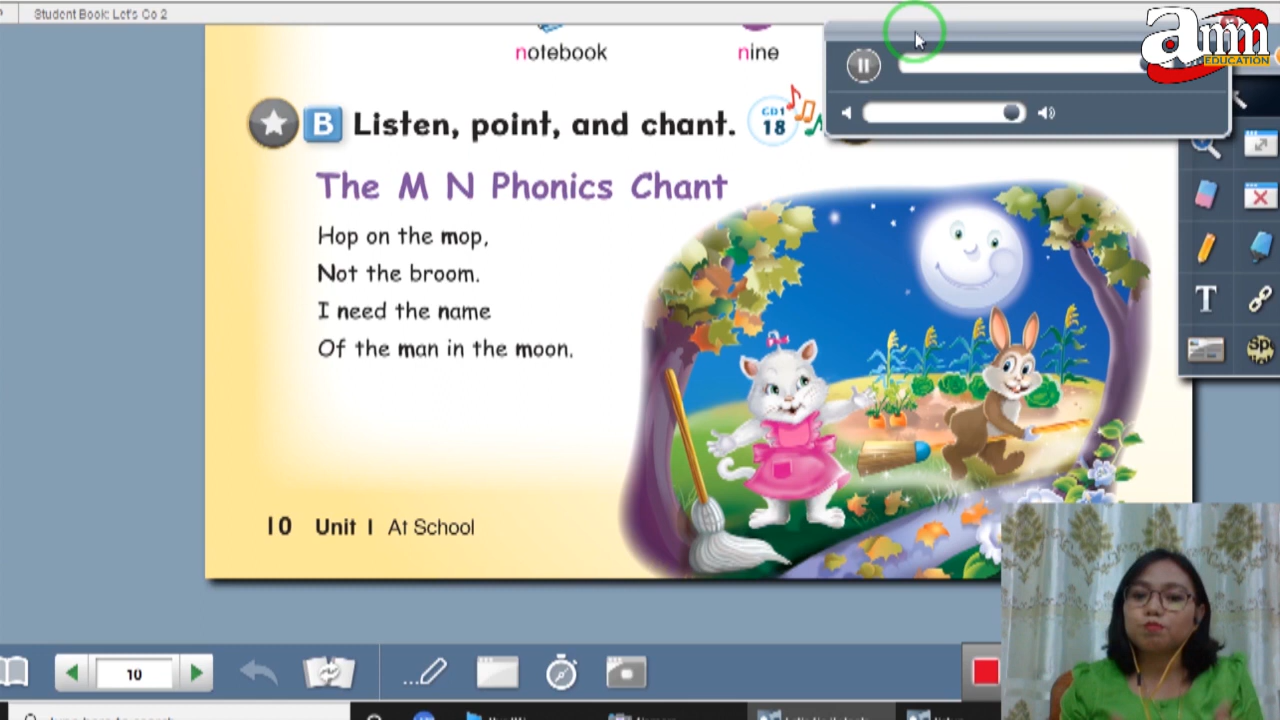 Student Book: Let's Go 2
amm
EDUCATION
notebook
nine
B Listen, point, and chant.
CD1
18
The M N Phonics Chant
Hop on the mop,
Not the broom.
I need the name
Of the man in the moon.
10 Unit 1 At School
T
10